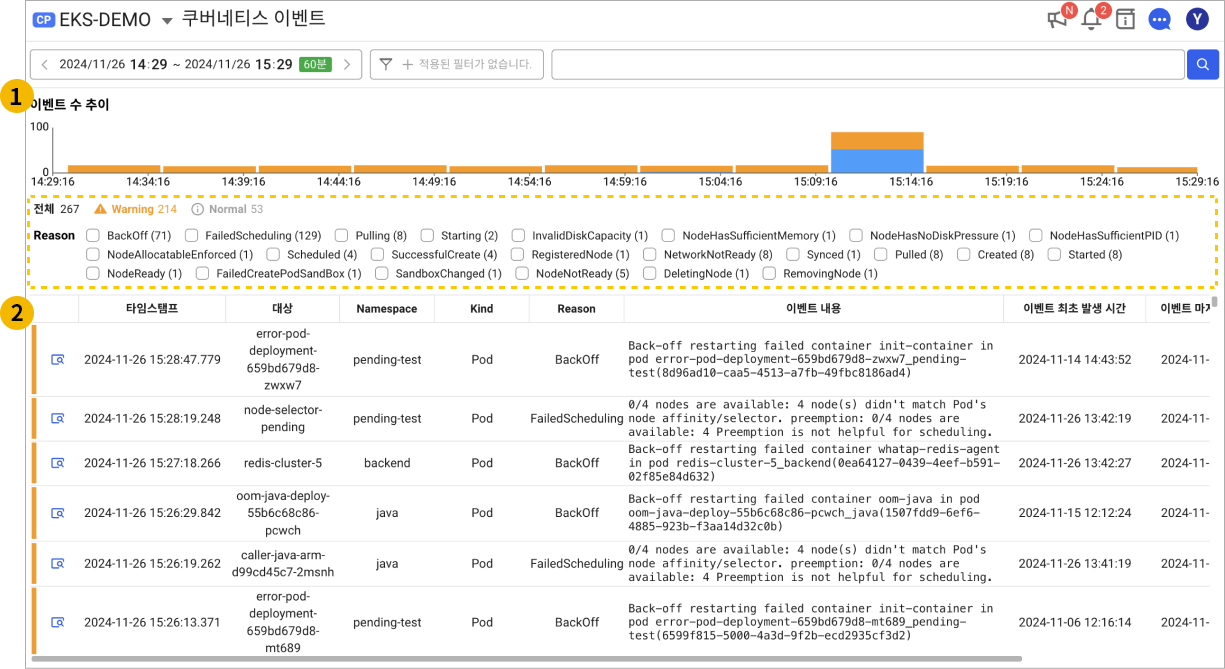 CP EKS-DEMO 쿠버네티스 이벤트 N 2 Y
2024/11/26 14:29 ~ 2024/11/26 15:29 60분 적용된 필터가 없습니다.
1 이벤트 수 추이
100
0
14:29:16 14:34:16 14:39:16 14:44:16 14:49:16 14:54:16 14:59:16 15:04:16 15:09:16 15:14:16 15:19:16 15:24:16 15:29:16
전체 267 Warning 214 Normal 53
Reason BackOff (71) FailedScheduling (129) Pulling (8) Starting (2) InvalidDiskCapacity (1) NodeHasSufficientMemory (1) NodeHasNoDiskPressure (1) NodeHasSufficientPID (1)
NodeAllocatableEnforced (1) Scheduled (4) SuccessfulCreate (4) RegisteredNode (1) NetworkNotReady (8) Synced (1) Pulled (8) Created (8) Started (8)
NodeReady (1) FailedCreatePodSandBox (1) SandboxChanged (1) NodeNotReady (5) DeletingNode (1) RemovingNode (1)
2 타임스탬프 대상 Namespace Kind Reason 이벤트 내용 이벤트 최초 발생 시간 이벤트 마지
2024-11-26 15:28:47.779
error-pod-
deployment-
659bd679d8-
zwxw7
pending-test Pod BackOff
Back-off restarting failed container init-container in
pod error-pod-deployment-659bd679d8-zwxw7_pending-
test(8d96ad10-caa5-4513-a7fb-49fbc8186ad4)
2024-11-14 14:43:52 2024-11-
2024-11-26 15:28:19.248
node-selector-
pending
pending-test Pod FailedScheduling
0/4 nodes are available: 4 node(s) didn't match Pod's
node affinity/selector. preemption: 0/4 nodes are
available: 4 Preemption is not helpful for scheduling.
2024-11-26 13:42:19 2024-11-
2024-11-26 15:27:18.266 redis-cluster-5 backend Pod BackOff
Back-off restarting failed container whatap-redis-agent
in pod redis-cluster-5_backend(0ea64127-0439-4eef-b591-
02f85e84d632)
2024-11-26 13:42:27 2024-11-
2024-11-26 15:26:29.842
oom-java-deploy-
55b6c68c86-
pcwch
java Pod BackOff
Back-off restarting failed container oom-java in pod
oom-java-deploy-55b6c68c86-pcwch_java(1507fdd9-6ef6-
4885-923b-f3aa14d32c0b)
2024-11-15 12:12:24 2024-11-
2024-11-26 15:26:19.262
caller-java-arm-
d99cd45c7-2msnh
java Pod FailedScheduling
0/4 nodes are available: 4 node(s) didn't match Pod's
node affinity/selector. preemption: 0/4 nodes are
available: 4 Preemption is not helpful for scheduling.
2024-11-26 13:41:19 2024-11-
2024-11-26 15:26:13.371
error-pod-
deployment-
659bd679d8-
mt689
pending-test Pod BackOff
Back-off restarting failed container init-container in
pod error-pod-deployment-659bd679d8-mt689_pending-
test(6599f815-5000-4a3d-9f2b-ecd2935cf3d2)
2024-11-06 12:16:14 2024-11-